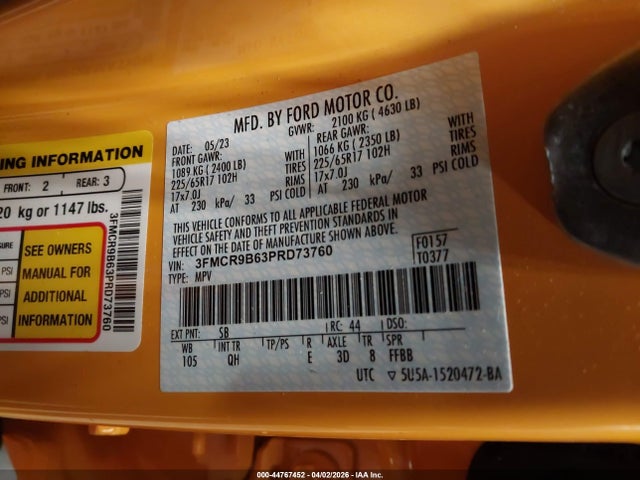 MFD. BY FORD MOTOR CO.
DATE: 05/23 GVWR: 2100 KG ( 4630 LB)
FRONT GAWR: REAR GAWR:
1089 KG ( 2400 LB) WITH 1066 KG ( 2350 LB) WITH
225/65R17 102H TIRES 225/65R17 102H TIRES
17x7.0J RIMS 17x7.0J RIMS
AT 230 kPa/ 33 PSI COLD AT 230 kPa/ 33 PSI COLD
THIS VEHICLE CONFORMS TO ALL APPLICABLE FEDERAL MOTOR
VEHICLE SAFETY AND THEFT PREVENTION STANDARDS IN
EFFECT ON THE DATE OF MANUFACTURE SHOWN ABOVE.
VIN: 3FMCR9B63PRD73760 F0157
TYPE: MPV T0377
EXT PNT: SB RC: 44 DSO:
WB INT TR TP/PS R AXLE TR SPR
105 QH E 3D 8 FFBB
UTC ▽ 5U5A-1520472-BA
ING INFORMATION
FRONT: 2 REAR: 3
20 kg or 1147 lbs.
SURE SEE OWNERS
PSI MANUAL FOR
PSI ADDITIONAL
PSI INFORMATION
3FMCR9B63PRD73760
000-44767452 - 04/02/2026 - IAA Inc.